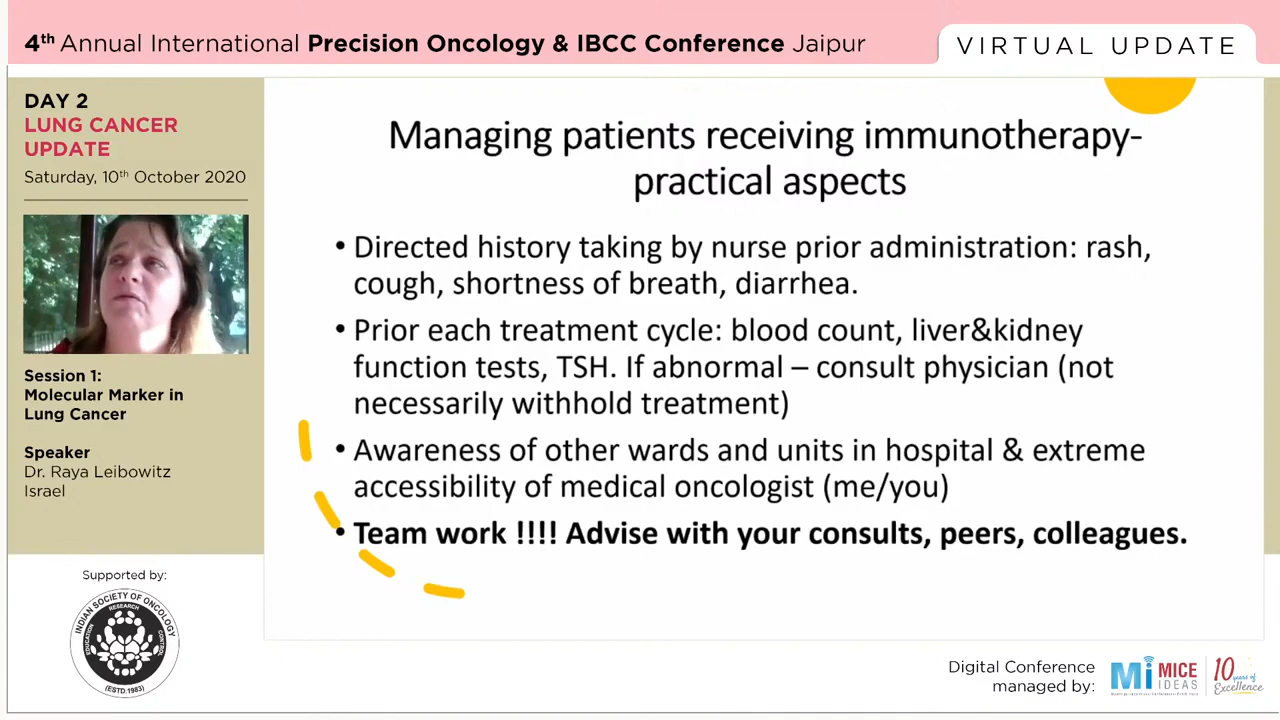 4th Annual International Precision Oncology & IBCC Conference Jaipur
VIRTUAL UPDATE
DAY 2
LUNG CANCER
UPDATE
Saturday, 10th October 2020
Session 1:
Molecular Marker in
Lung Cancer
Speaker
Dr. Raya Leibowitz
Israel
Supported by:
INDIAN SOCIETY OF ONCOLOGY
EDUCATION
RESEARCH
CONTROL
(ESTD.1983)
Managing patients receiving immunotherapy-
practical aspects
• Directed history taking by nurse prior administration: rash,
cough, shortness of breath, diarrhea.
• Prior each treatment cycle: blood count, liver&kidney
function tests, TSH. If abnormal – consult physician (not
necessarily withhold treatment)
• Awareness of other wards and units in hospital & extreme
accessibility of medical oncologist (me/you)
• Team work !!!! Advise with your consults, peers, colleagues.
Digital Conference
managed by:
Mi MICE
IDEAS
10 years of
Excellence